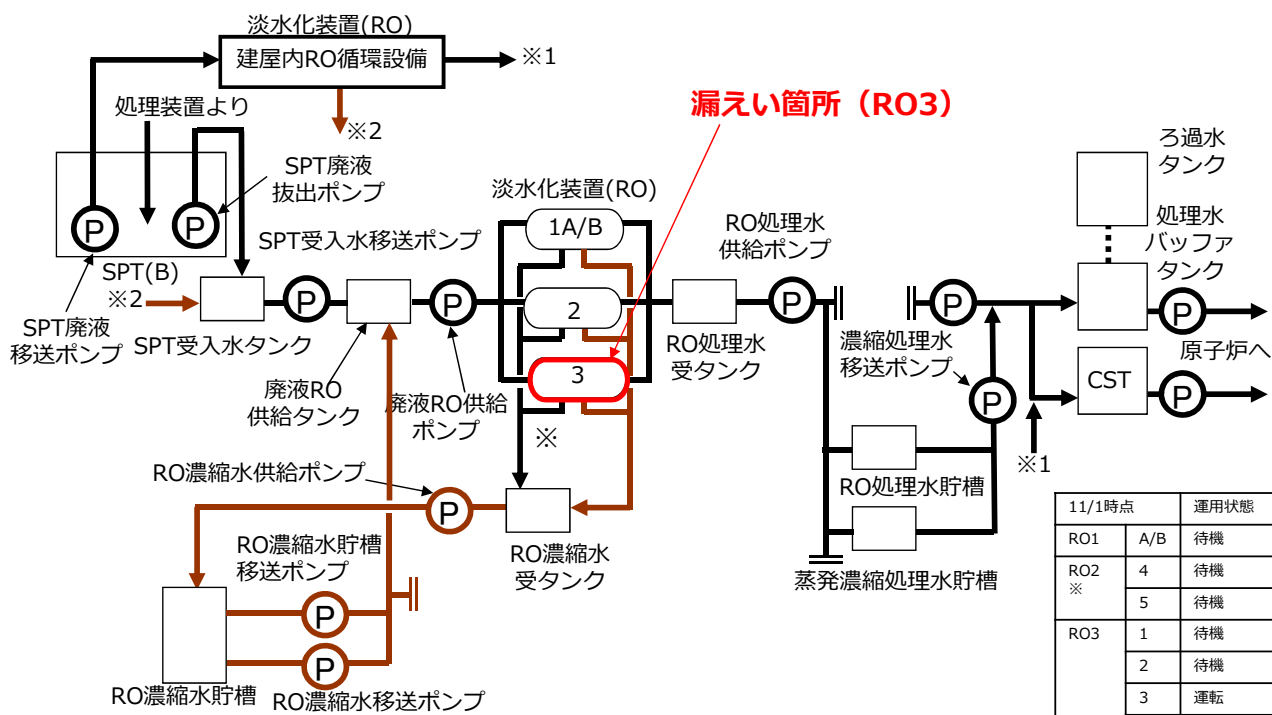 淡水化装置(RO)
建屋内RO循環設備
※1
※2
処理装置より
漏えい箇所（RO3）
SPT廃液
抜出ポンプ
P
P
SPT(B)
※2
SPT廃液
移送ポンプ
SPT受入水タンク
SPT受入水移送ポンプ
P
廃液RO
供給タンク
P
廃液RO供給
ポンプ
淡水化装置(RO)
1A/B
2
3
※
RO処理水
供給ポンプ
P
RO処理水
受タンク
P
濃縮処理水
移送ポンプ
P
ろ過水
タンク
処理水
バッファ
タンク
P
原子炉へ
CST
P
※1
RO処理水貯槽
蒸発濃縮処理水貯槽
RO濃縮水供給ポンプ
P
RO濃縮水
受タンク
RO濃縮水貯槽
移送ポンプ
P
P
RO濃縮水貯槽
RO濃縮水移送ポンプ
11/1時点 運用状態
RO1 A/B 待機
RO2
※
4 待機
5 待機
RO3 1 待機
2 待機
3 運転